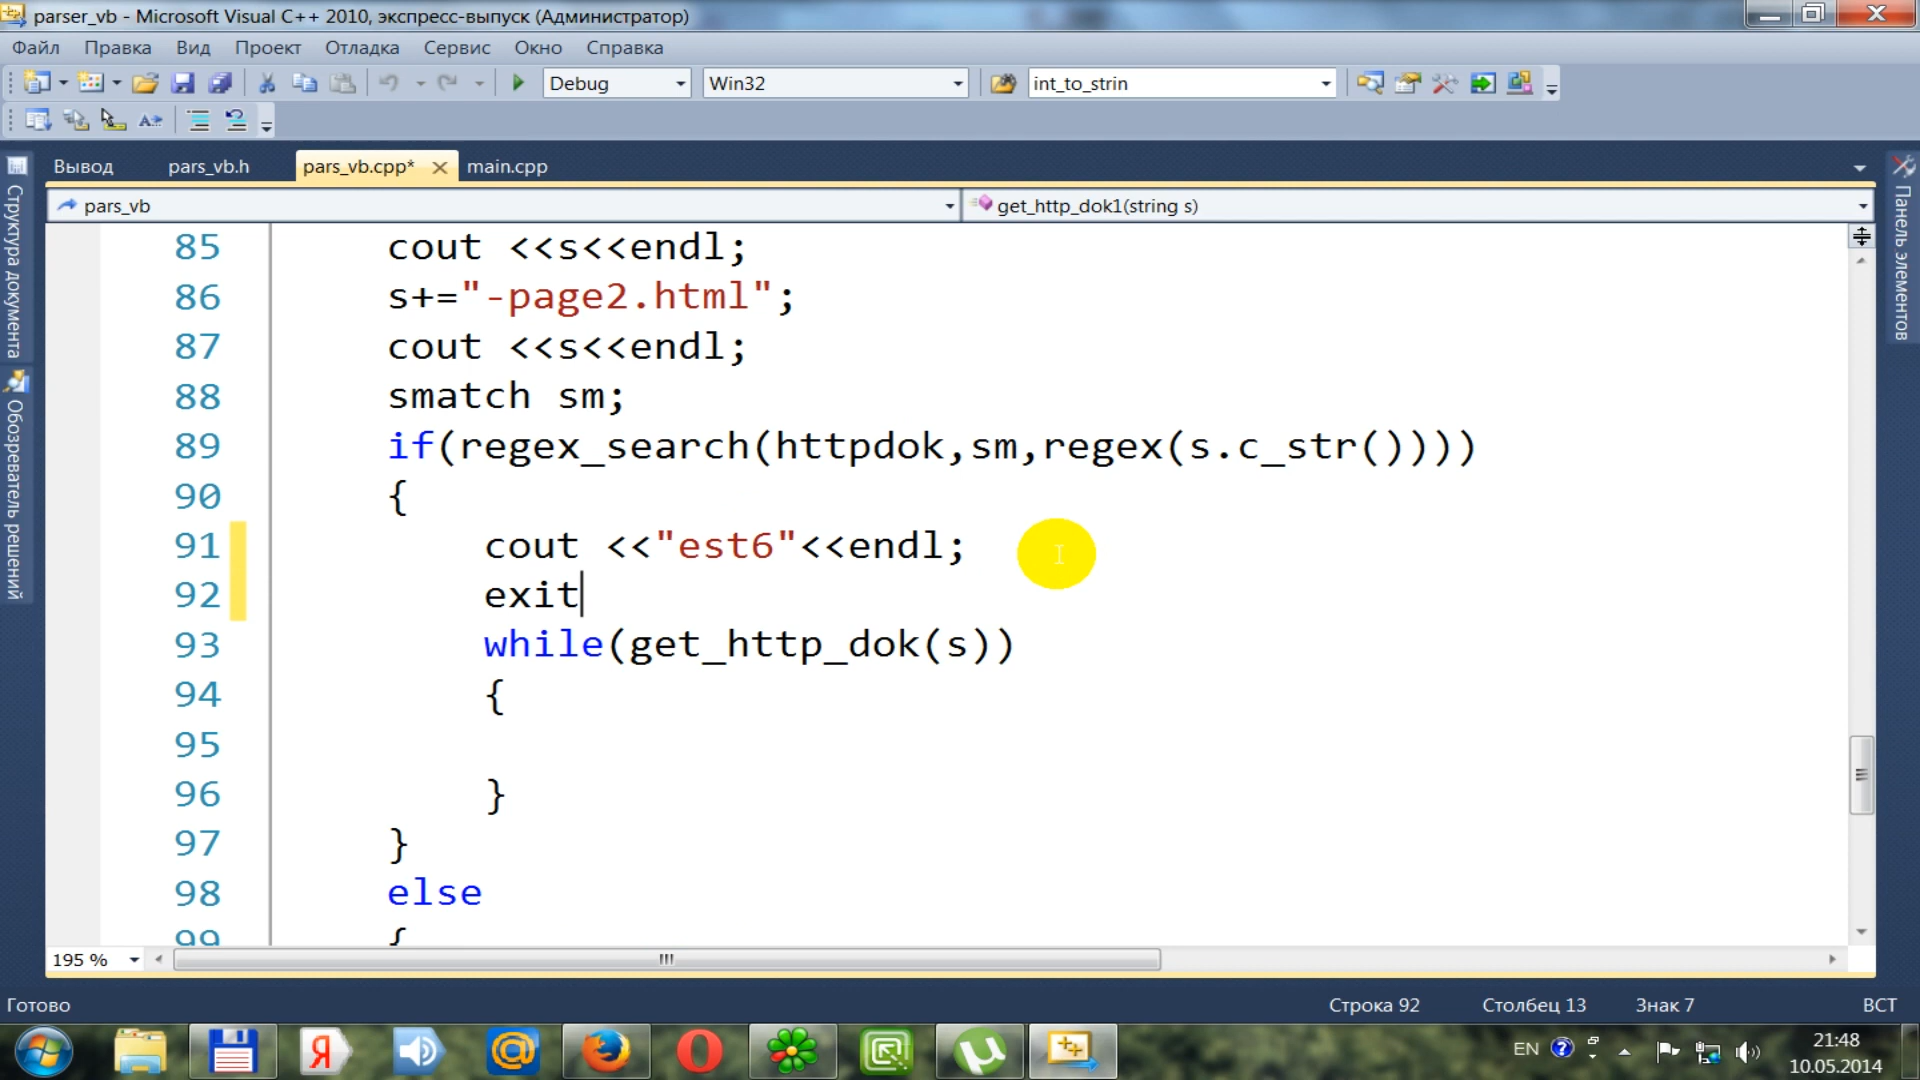 parser_vb - Microsoft Visual C++ 2010, экспресс-выпуск (Администратор)
Файл Правка Вид Проект Отладка Сервис Окно Справка
Debug Win32 int_to_strin
Вывод pars_vb.h pars_vb.cpp* main.cpp
pars_vb get_http_dok1(string s)
Структура документа
Обозреватель решений
Панель элементов
85 cout <<s<<endl;
86 s+="-page2.html";
87 cout <<s<<endl;
88 smatch sm;
89 if(regex_search(httpdok,sm,regex(s.c_str())))
90 {
91 cout <<"est6"<<endl;
92 exit
93 while(get_http_dok(s))
94 {
95
96 }
97 }
98 else
99 {
195 %
Готово Строка 92 Столбец 13 Знак 7 ВСТ
EN 21:48
10.05.2014